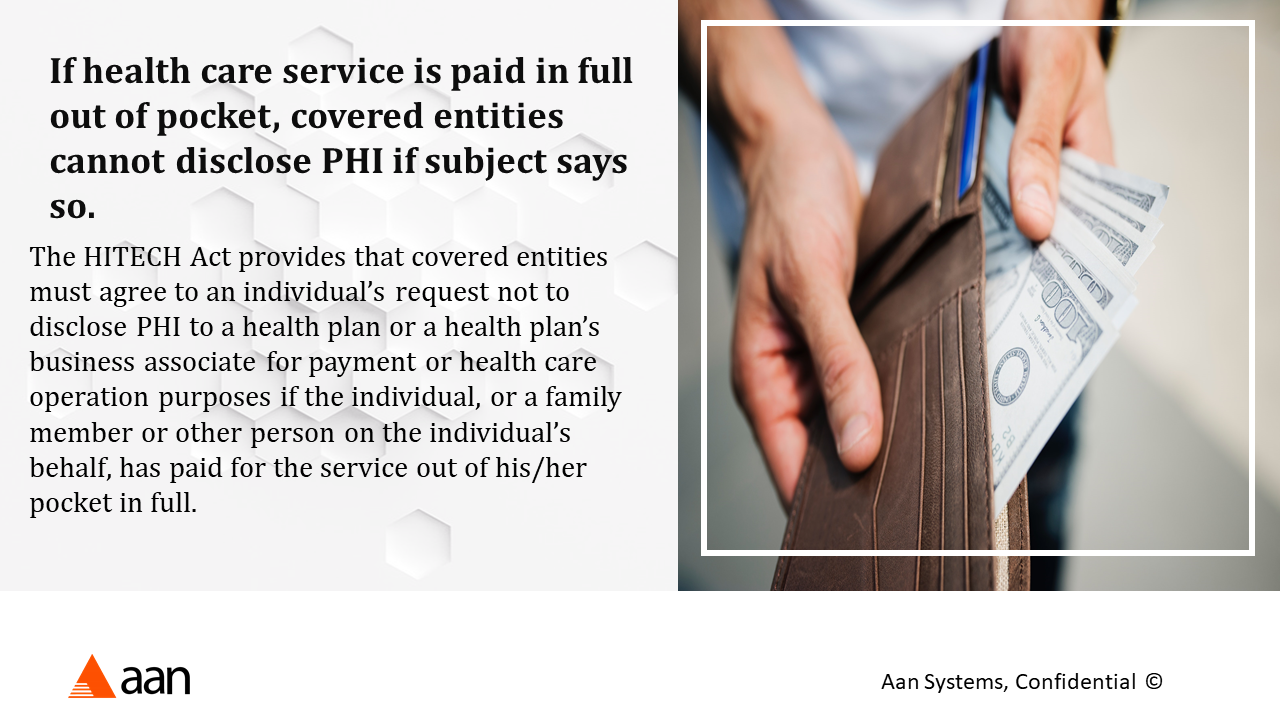 If health care service is paid in full
out of pocket, covered entities
cannot disclose PHI if subject says
so.
The HITECH Act provides that covered entities
must agree to an individual’s request not to
disclose PHI to a health plan or a health plan’s
business associate for payment or health care
operation purposes if the individual, or a family
member or other person on the individual’s
behalf, has paid for the service out of his/her
pocket in full.
100
aan
Aan Systems, Confidential ©